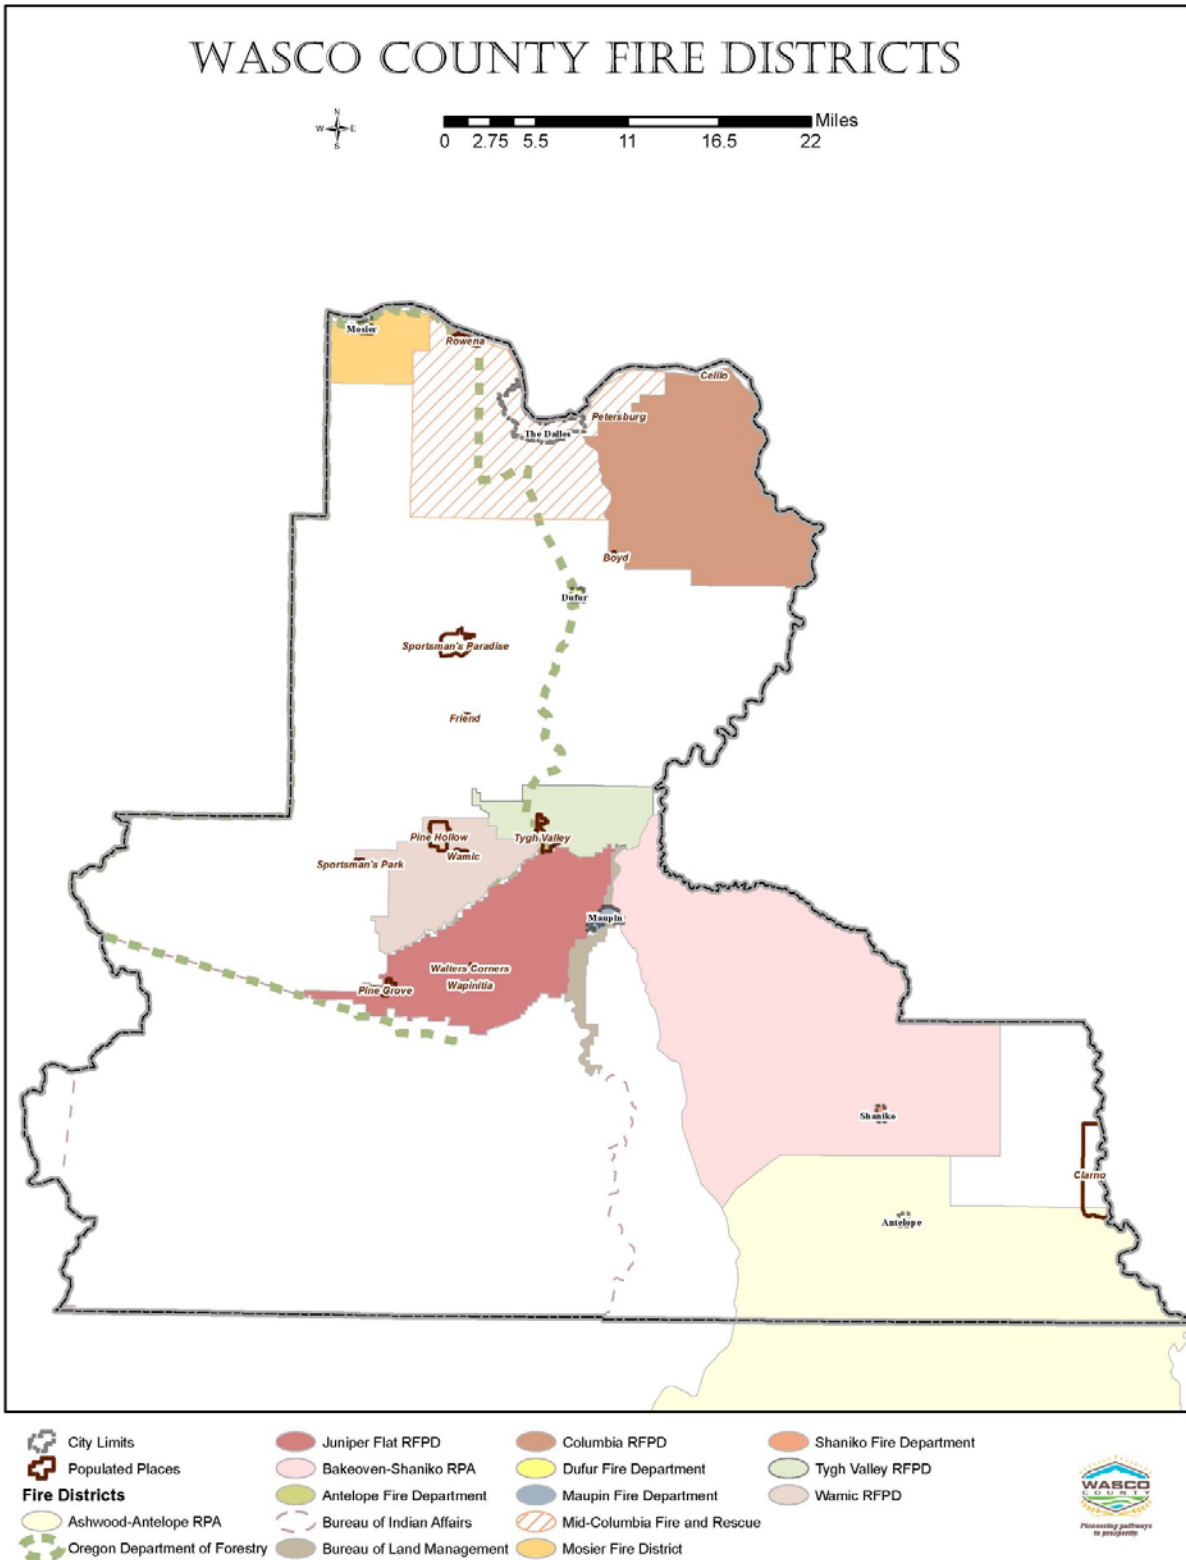 WASCO COUNTY FIRE DISTRICTS
N
W E
S
Miles
0 2.75 5.5 11 16.5 22
Mosier
Rowena
Celilo
Petersburg
The Dalles
Boyd
Dufur
Sportsman's Paradise
Friend
Pine Hollow
Tygh Valley
Wamic
Sportsman's Park
Maupin
Walters Corners
Wapinitia
Pine Grove
Shaniko
Clarno
Antelope
City Limits
Populated Places
Fire Districts
Ashwood-Antelope RPA
Oregon Department of Forestry
Juniper Flat RFPD
Bakeoven-Shaniko RPA
Antelope Fire Department
Bureau of Indian Affairs
Bureau of Land Management
Columbia RFPD
Dufur Fire Department
Maupin Fire Department
Mid-Columbia Fire and Rescue
Mosier Fire District
Shaniko Fire Department
Tygh Valley RFPD
Wamic RFPD
WASCO
COUNTY
Pioneering pathways
to prosperity.